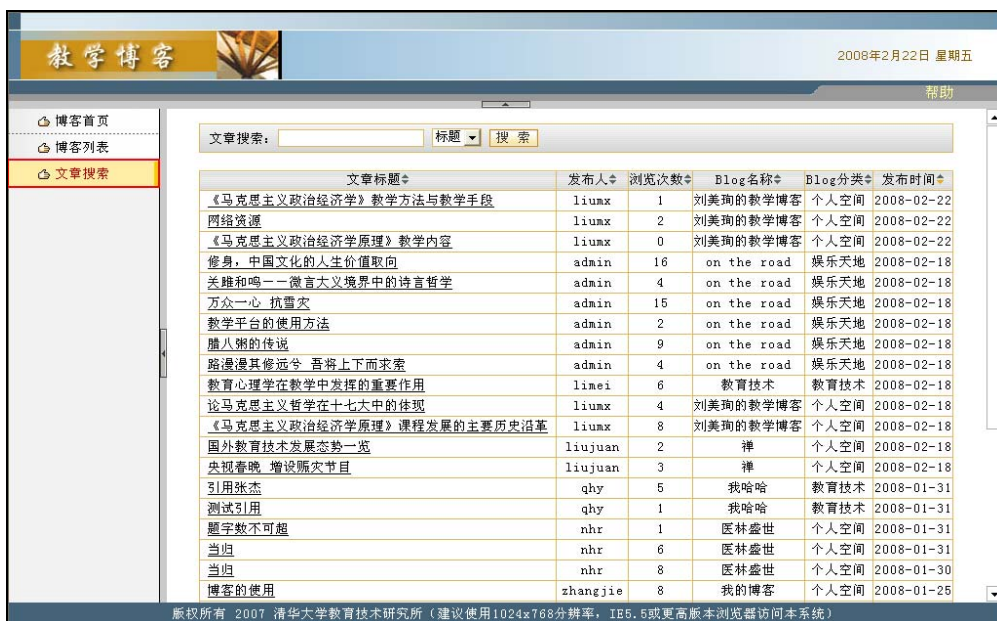 教学博客
2008年2月22日 星期五
帮助
博客首页
博客列表
文章搜索
文章搜索： 标题 搜 索
文章标题 发布人 浏览次数 Blog名称 Blog分类 发布时间
《马克思主义政治经济学》教学方法与教学手段 liumx 1 刘美珣的教学博客 个人空间 2008-02-22
网络资源 liumx 2 刘美珣的教学博客 个人空间 2008-02-22
《马克思主义政治经济学原理》教学内容 liumx 0 刘美珣的教学博客 个人空间 2008-02-22
修身，中国文化的人生价值取向 admin 16 on the road 娱乐天地 2008-02-18
关雎和鸣——微言大义境界中的诗言哲学 admin 4 on the road 娱乐天地 2008-02-18
万众一心 抗雪灾 admin 15 on the road 娱乐天地 2008-02-18
教学平台的使用方法 admin 2 on the road 娱乐天地 2008-02-18
腊八粥的传说 admin 9 on the road 娱乐天地 2008-02-18
路漫漫其修远兮 吾将上下而求索 admin 4 on the road 娱乐天地 2008-02-18
教育心理学在教学中发挥的重要作用 limei 6 教育技术 教育技术 2008-02-18
论马克思主义哲学在十七大中的体现 liumx 4 刘美珣的教学博客 个人空间 2008-02-18
《马克思主义政治经济学原理》课程发展的主要历史沿革 liumx 8 刘美珣的教学博客 个人空间 2008-02-18
国外教育技术发展态势一览 liujuan 2 禅 个人空间 2008-02-18
央视春晚 增设赈灾节目 liujuan 3 禅 个人空间 2008-02-18
引用张杰 qhy 5 我哈哈 教育技术 2008-01-31
测试引用 qhy 1 我哈哈 教育技术 2008-01-31
题字数不可超 nhr 1 医林盛世 个人空间 2008-01-31
当归 nhr 6 医林盛世 个人空间 2008-01-31
当归 nhr 8 医林盛世 个人空间 2008-01-30
博客的使用 zhangjie 8 我的博客 个人空间 2008-01-25
版权所有 2007 清华大学教育技术研究所（建议使用1024x768分辨率，IE5.5或更高版本浏览器访问本系统）